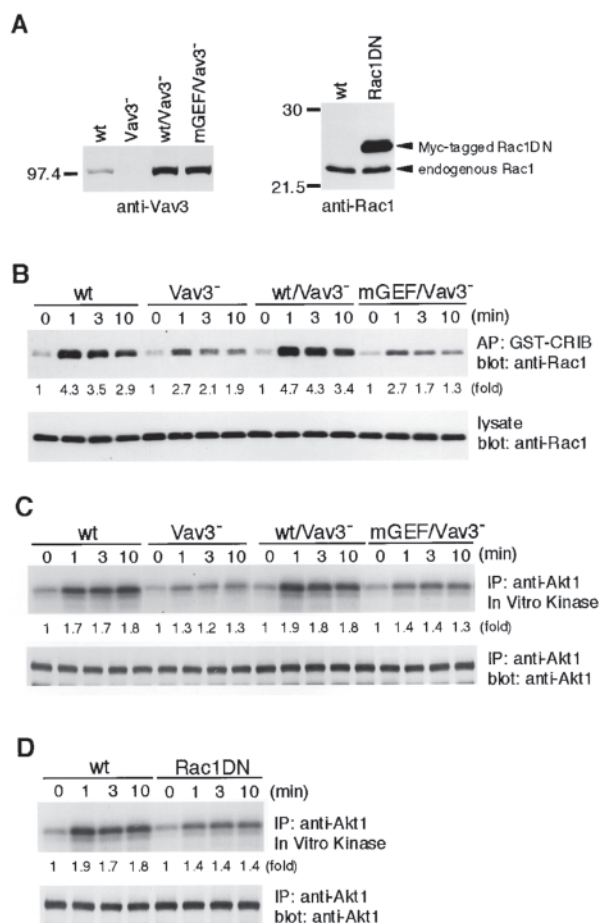 A
wt
Vav3-
wt/Vav3-
mGEF/Vav3-
97.4
anti-Vav3
wt
Rac1DN
30
21.5
Myc-tagged Rac1DN
endogenous Rac1
anti-Rac1
B
wt Vav3- wt/Vav3- mGEF/Vav3-
0 1 3 10 0 1 3 10 0 1 3 10 0 1 3 10 (min)
AP: GST-CRIB
blot: anti-Rac1
1 4.3 3.5 2.9 1 2.7 2.1 1.9 1 4.7 4.3 3.4 1 2.7 1.7 1.3 (fold)
lysate
blot: anti-Rac1
C
wt Vav3- wt/Vav3- mGEF/Vav3-
0 1 3 10 0 1 3 10 0 1 3 10 0 1 3 10 (min)
IP: anti-Akt1
In Vitro Kinase
1 1.7 1.7 1.8 1 1.3 1.2 1.3 1 1.9 1.8 1.8 1 1.4 1.4 1.3 (fold)
IP: anti-Akt1
blot: anti-Akt1
D
wt Rac1DN
0 1 3 10 0 1 3 10 (min)
IP: anti-Akt1
In Vitro Kinase
1 1.9 1.7 1.8 1 1.4 1.4 1.4 (fold)
IP: anti-Akt1
blot: anti-Akt1